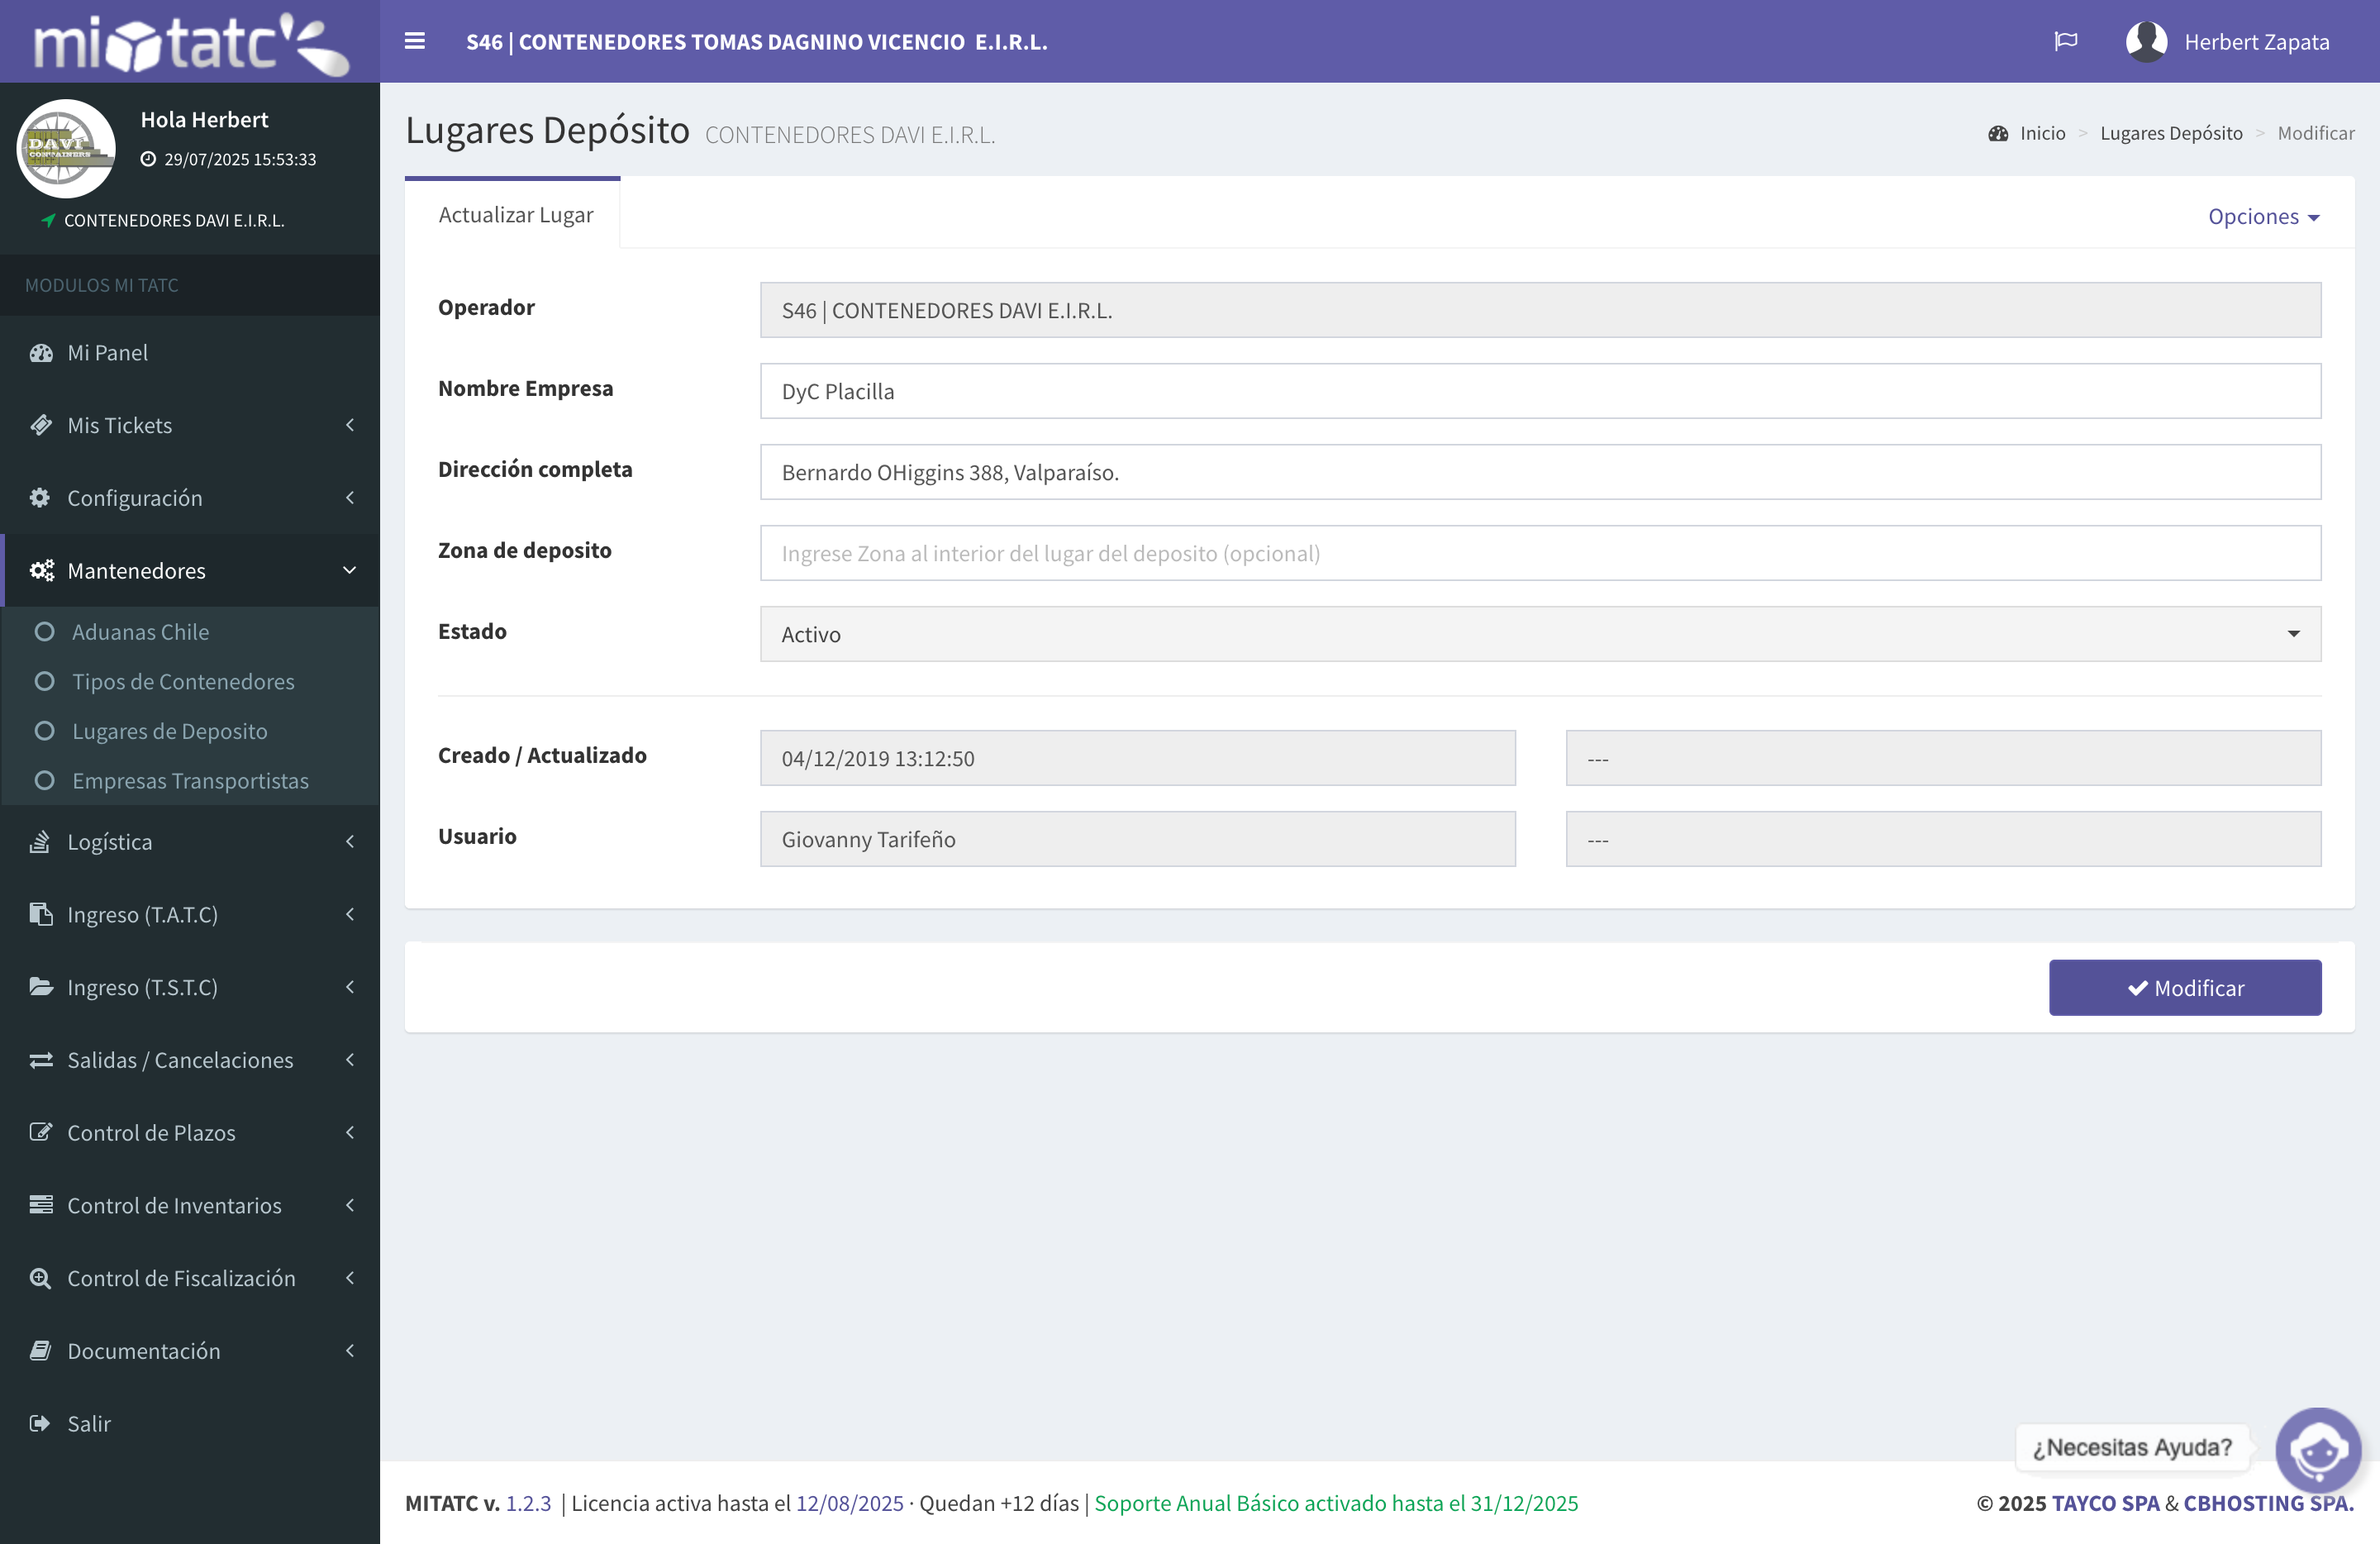 mi tatc
S46 | CONTENEDORES TOMAS DAGNINO VICENCIO E.I.R.L.
Herbert Zapata
DAVI
CONTAINERS
Hola Herbert
29/07/2025 15:53:33
CONTENEDORES DAVI E.I.R.L.
MODULOS MI TATC
Mi Panel
Mis Tickets
Configuración
Mantenedores
Aduanas Chile
Tipos de Contenedores
Lugares de Deposito
Empresas Transportistas
Logística
Ingreso (T.A.T.C)
Ingreso (T.S.T.C)
Salidas / Cancelaciones
Control de Plazos
Control de Inventarios
Control de Fiscalización
Documentación
Salir
Lugares Depósito CONTENEDORES DAVI E.I.R.L.
Inicio > Lugares Depósito > Modificar
Actualizar Lugar
Opciones
Operador
S46 | CONTENEDORES DAVI E.I.R.L.
Nombre Empresa
DyC Placilla
Dirección completa
Bernardo OHiggins 388, Valparaíso.
Zona de deposito
Ingrese Zona al interior del lugar del deposito (opcional)
Estado
Activo
Creado / Actualizado
04/12/2019 13:12:50
---
Usuario
Giovanny Tarifeño
---
Modificar
¿Necesitas Ayuda?
MITATC v. 1.2.3 | Licencia activa hasta el 12/08/2025 · Quedan +12 días | Soporte Anual Básico activado hasta el 31/12/2025
© 2025 TAYCO SPA & CBHOSTING SPA.